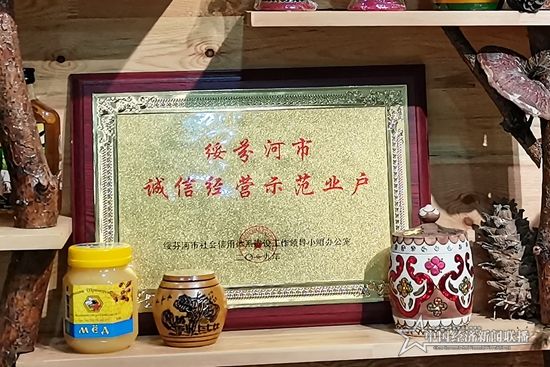 绥芬河市
诚信经营示范业户
绥芬河市社会信用体系建设工作领导小组办公室
二〇一九年
МЁД
中国经济新闻联播